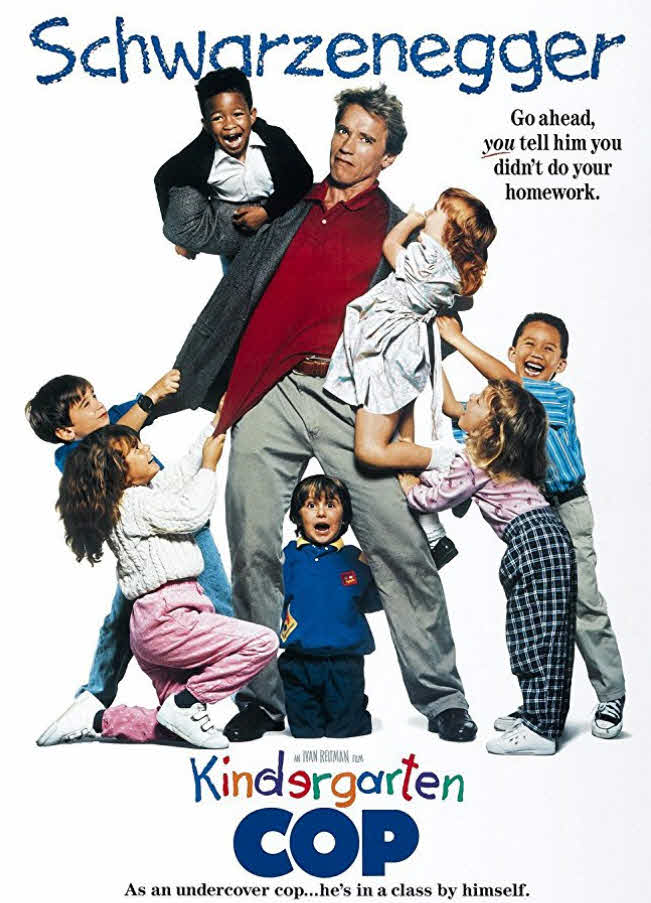 Schwarzenegger
Go ahead,
you tell him you
didn't do your
homework.
AN IVAN REITMAN FILM
Kindergarten
COP
As an undercover cop...he's in a class by himself.